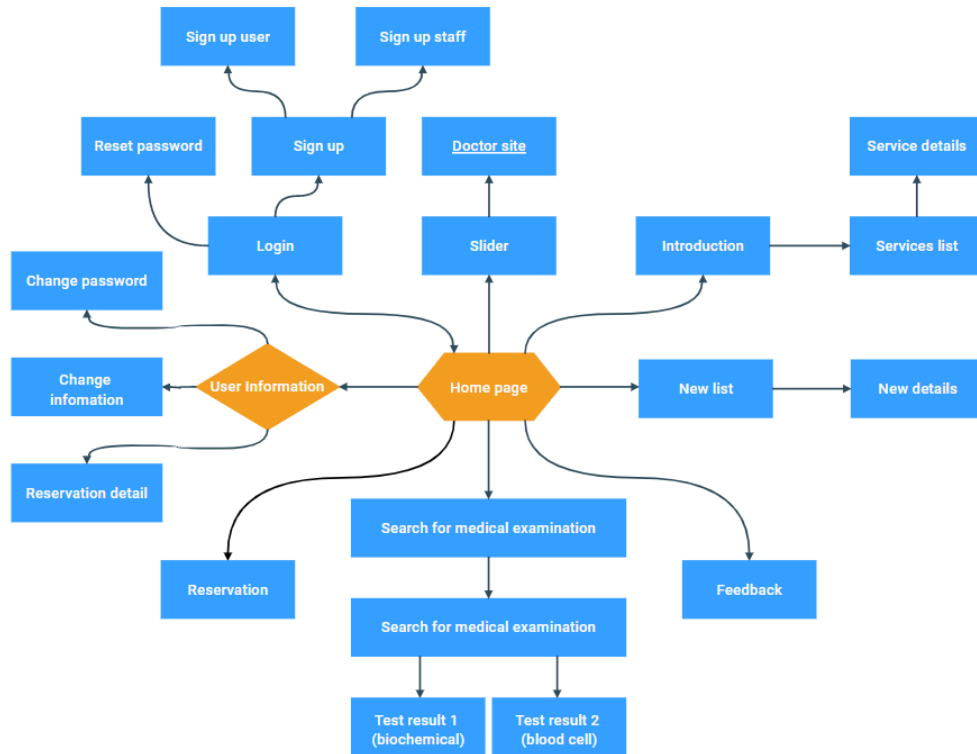 Sign up user
Sign up staff
Reset password
Sign up
Doctor site
Service details
Login
Slider
Introduction
Services list
Change password
User Information
Home page
Change
infomation
New list
New details
Reservation detail
Search for medical examination
Reservation
Feedback
Search for medical examination
Test result 1
(biochemical)
Test result 2
(blood cell)